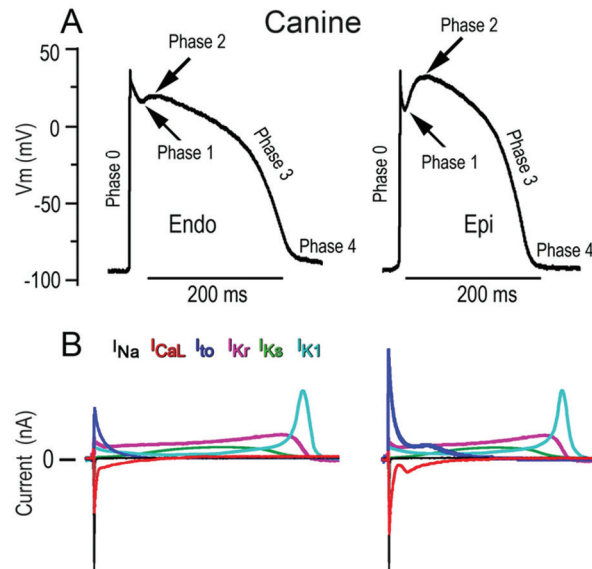 A
Canine
50
0
-50
-100
Vm (mV)
Phase 2
Phase 0
Phase 1
Phase 3
Endo
Phase 4
200 ms
Phase 2
Phase 0
Phase 1
Phase 3
Epi
Phase 4
200 ms
B
INa ICaL Ito IKr IKs IK1
Current (nA)
0